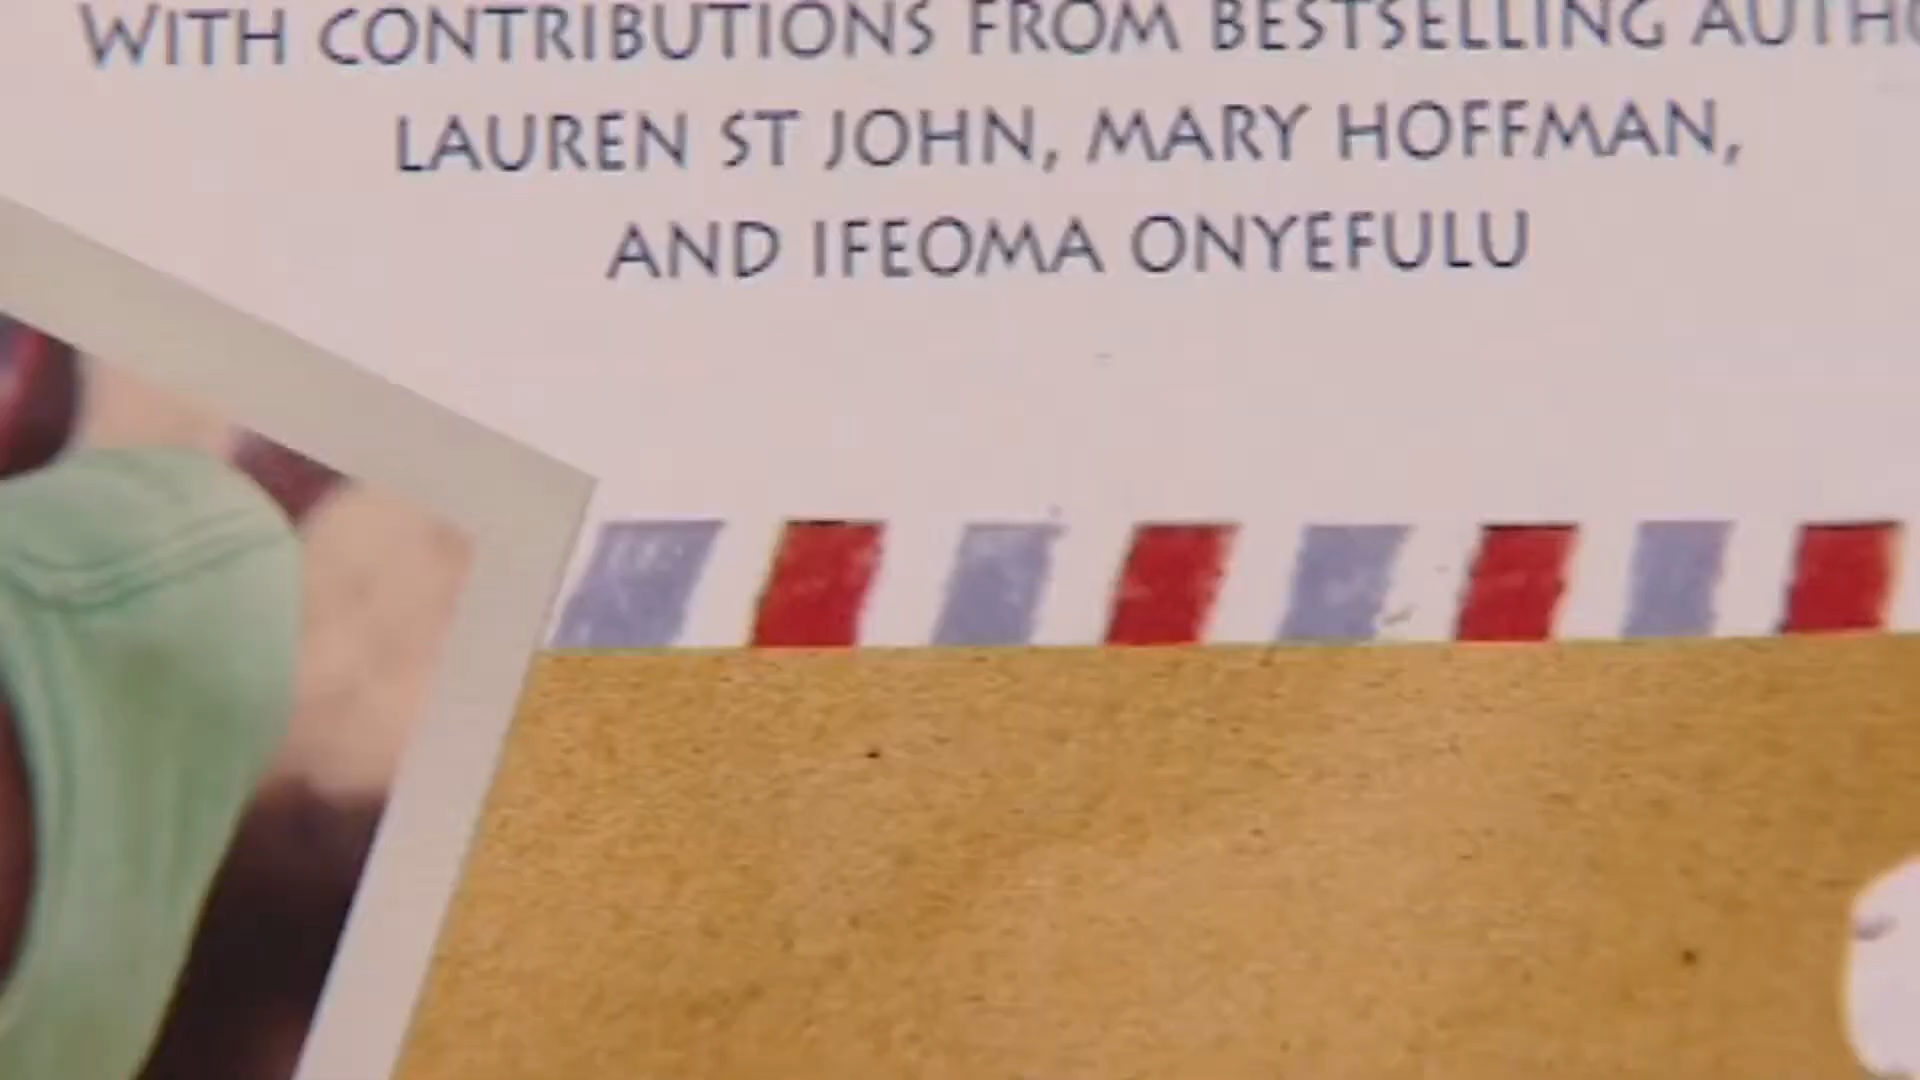 WITH CONTRIBUTIONS FROM BESTSELLING
LAUREN ST JOHN, MARY HOFFMAN,
AND IFEOMA ONYEFULU